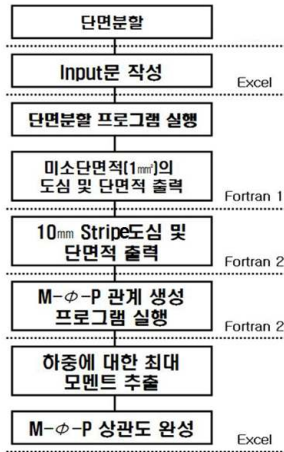 단면분할
Input문 작성
Excel
단면분할 프로그램 실행
미소단면적(1㎟)의
도심 및 단면적 출력
Fortran 1
10㎜ Stripe도심 및
단면적 출력
Fortran 2
M-Φ-P 관계 생성
프로그램 실행
Fortran 2
하중에 대한 최대
모멘트 추출
M-Φ-P 상관도 완성
Excel